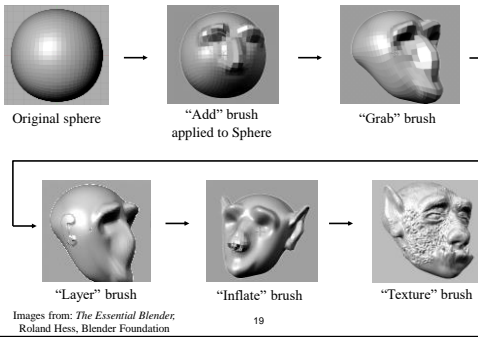 Original sphere
“Add” brush
applied to Sphere
“Grab” brush
“Layer” brush
“Inflate” brush
“Texture” brush
Images from: The Essential Blender,
Roland Hess, Blender Foundation
19